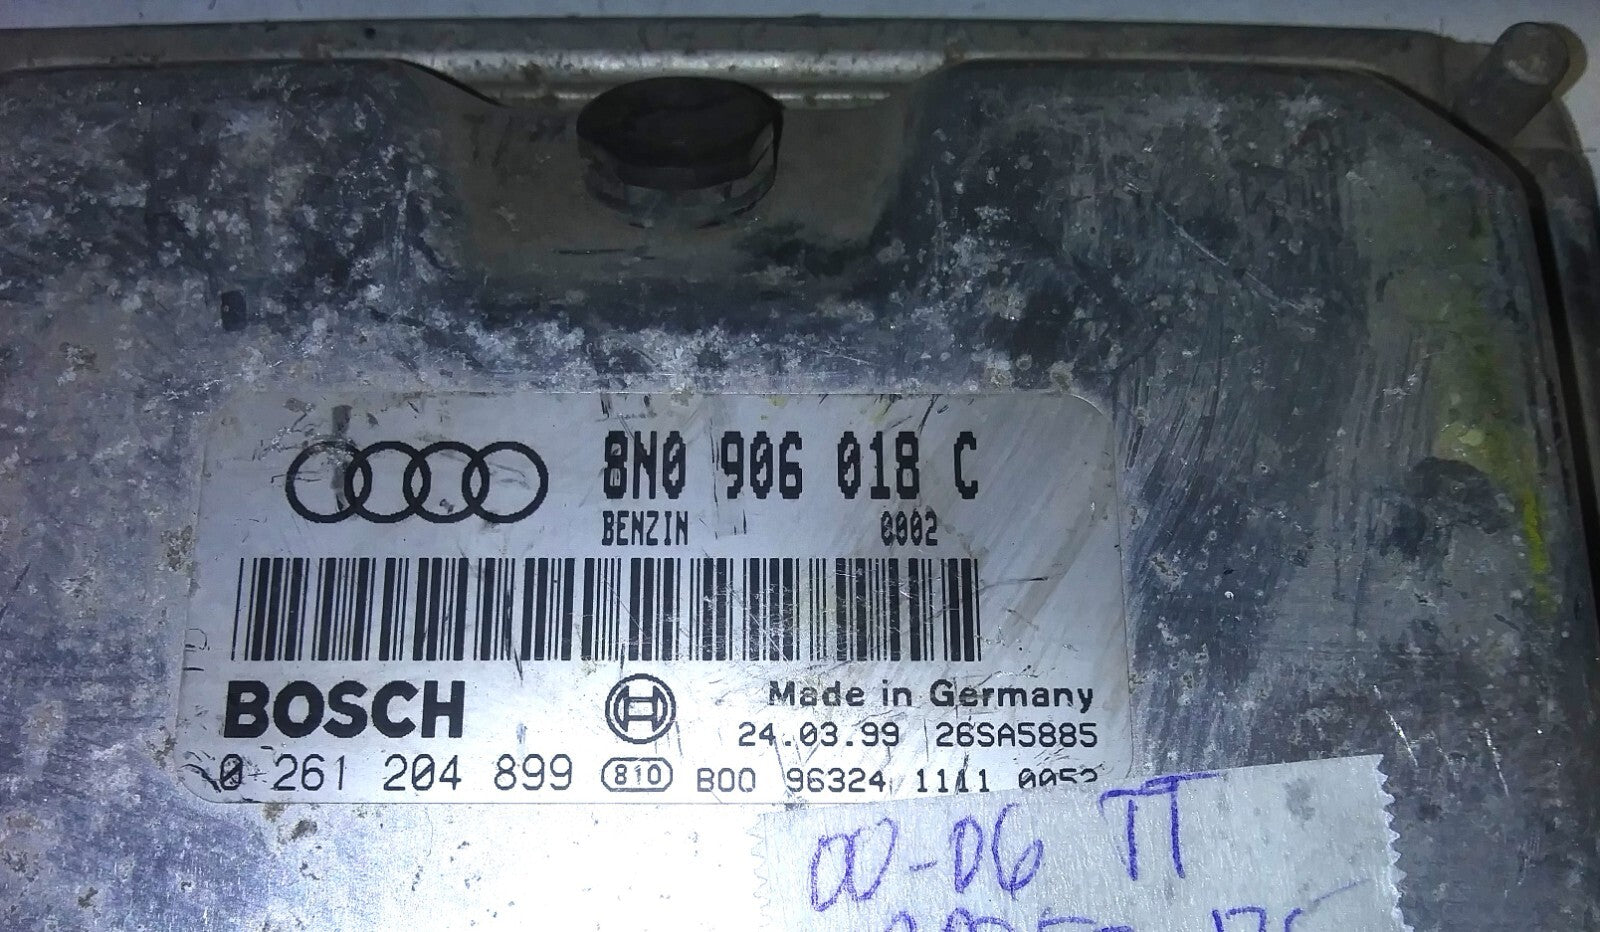 8N0 906 018 C
BENZIN 0002
BOSCH
Made in Germany
24.03.99 26SA5885
0 261 204 899 810 B00 96324 1111 0052
00-06 TT